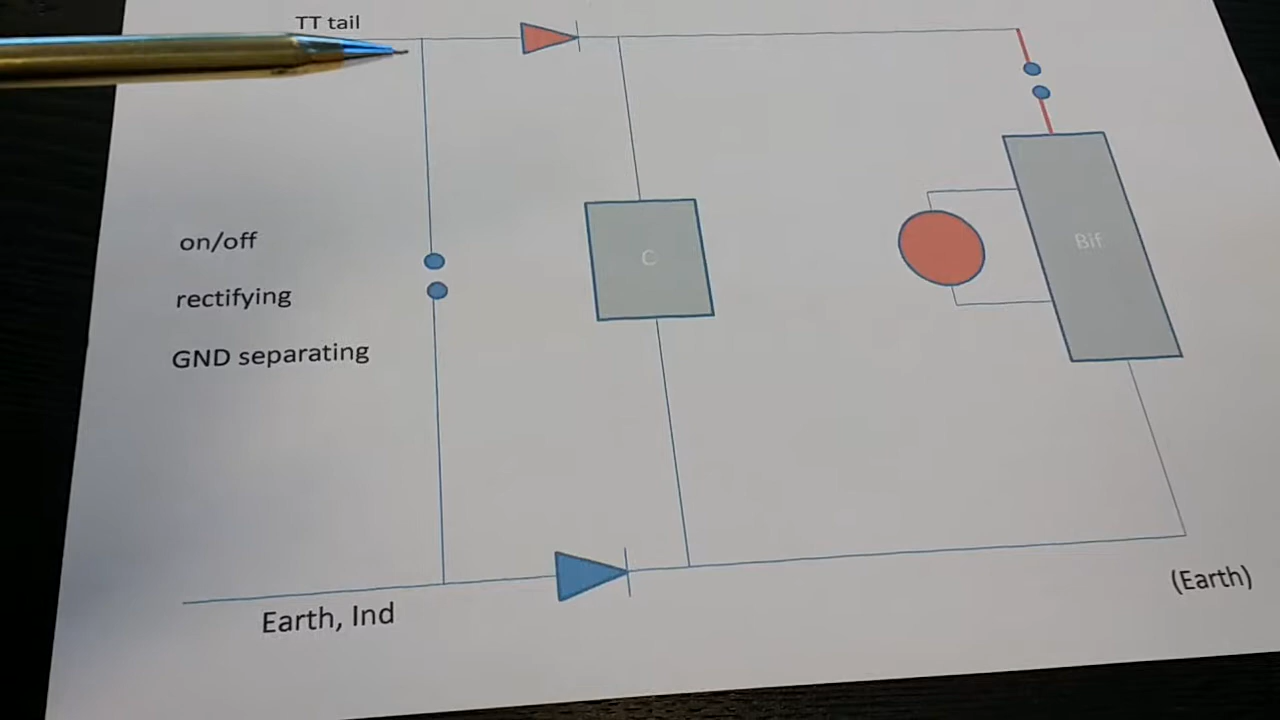 TT tail
on/off
rectifying
GND separating
C
Bif
Earth, Ind
(Earth)